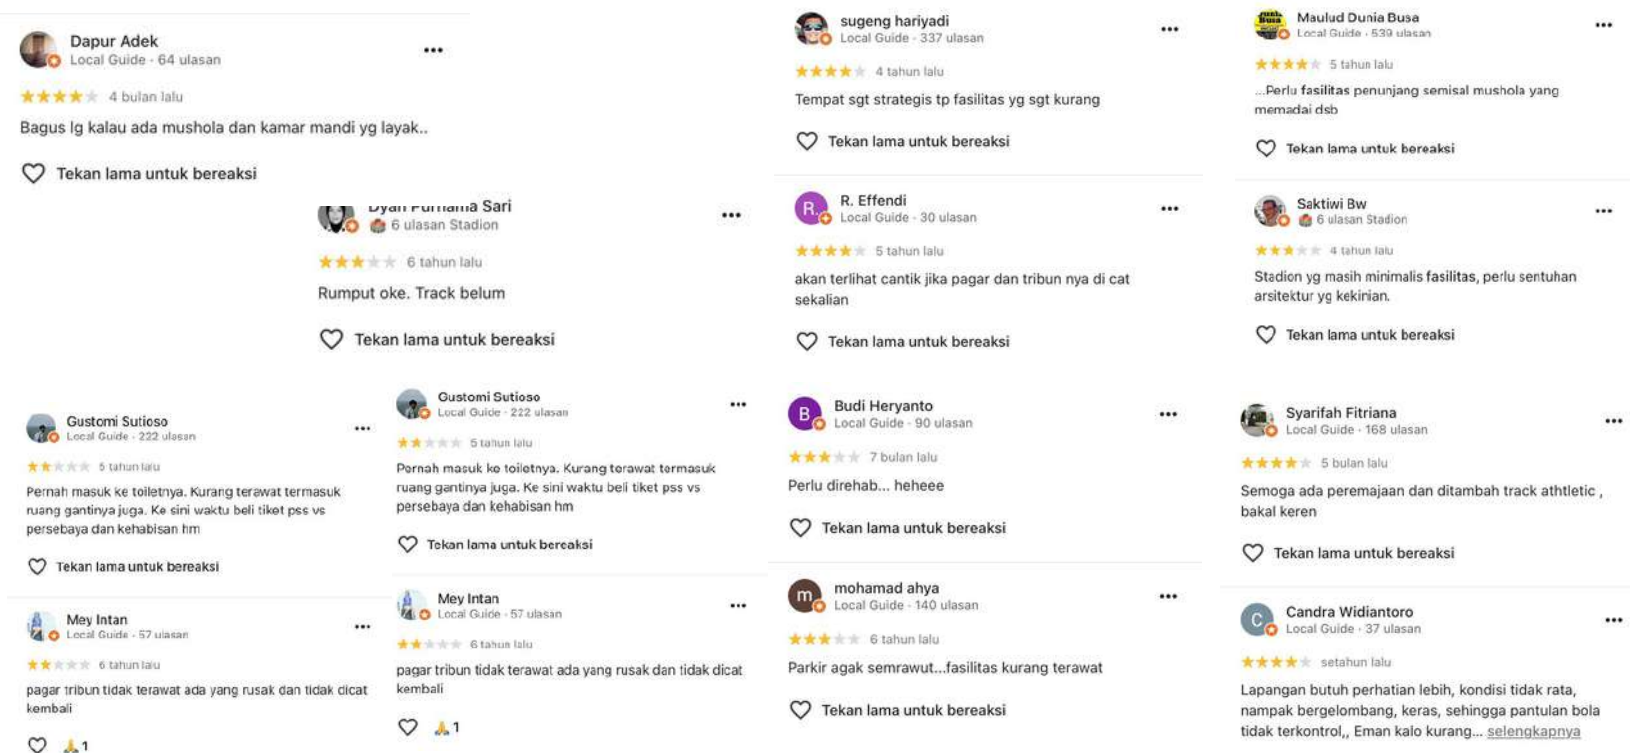 Dapur Adek
Local Guide · 64 ulasan
4 bulan lalu
Bagus lg kalau ada mushola dan kamar mandi yg layak..
Tekan lama untuk bereaksi
Dyah Purnama Sari
6 ulasan Stadion
6 tahun lalu
Rumput oke. Track belum
Tekan lama untuk bereaksi
Gustomi Sutioso
Local Guide · 222 ulasan
5 tahun lalu
Pernah masuk ke toiletnya. Kurang terawat termasuk
ruang gantinya juga. Ke sini waktu beli tiket pss vs
persebaya dan kehabisan hm
Tekan lama untuk bereaksi
Mey Intan
Local Guide · 57 ulasan
6 tahun lalu
pagar tribun tidak terawat ada yang rusak dan tidak dicat
kembali
1
Gustomi Sutioso
Local Guide · 222 ulasan
5 tahun lalu
Pernah masuk ke toiletnya. Kurang terawat termasuk
ruang gantinya juga. Ke sini waktu beli tiket pss vs
persebaya dan kehabisan hm
Tekan lama untuk bereaksi
Mey Intan
Local Guide · 57 ulasan
6 tahun lalu
pagar tribun tidak terawat ada yang rusak dan tidak dicat
kembali
1
sugeng hariyadi
Local Guide · 337 ulasan
4 tahun lalu
Tempat sgt strategis tp fasilitas yg sgt kurang
Tekan lama untuk bereaksi
R.
R. Effendi
Local Guide · 30 ulasan
5 tahun lalu
akan terlihat cantik jika pagar dan tribun nya di cat
sekalian
Tekan lama untuk bereaksi
B
Budi Heryanto
Local Guide · 90 ulasan
7 bulan lalu
Perlu direhab... heheee
Tekan lama untuk bereaksi
m
mohamad ahya
Local Guide · 140 ulasan
6 tahun lalu
Parkir agak semrawut...fasilitas kurang terawat
Tekan lama untuk bereaksi
Busa
Maulud Dunia Busa
Local Guide · 539 ulasan
5 tahun lalu
...Perlu fasilitas penunjang semisal mushola yang
memadai dsb
Tekan lama untuk bereaksi
Saktiwi Bw
6 ulasan Stadion
4 tahun lalu
Stadion yg masih minimalis fasilitas, perlu sentuhan
arsitektur yg kekinian.
Tekan lama untuk bereaksi
Syarifah Fitriana
Local Guide · 168 ulasan
5 bulan lalu
Semoga ada peremajaan dan ditambah track athtletic ,
bakal keren
Tekan lama untuk bereaksi
C
Candra Widiantoro
Local Guide · 37 ulasan
setahun lalu
Lapangan butuh perhatian lebih, kondisi tidak rata,
nampak bergelombang, keras, sehingga pantulan bola
tidak terkontrol,, Eman kalo kurang... selengkapnya